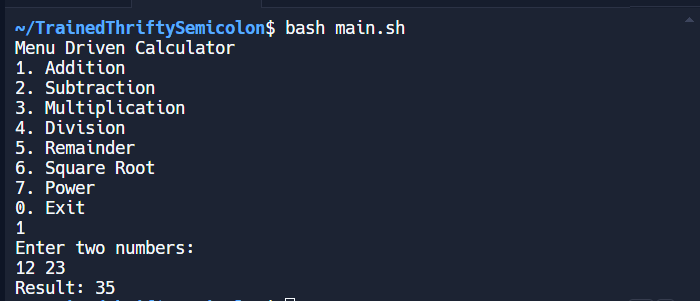 ~/TrainedThriftySemicolon$ bash main.sh
Menu Driven Calculator
1. Addition
2. Subtraction
3. Multiplication
4. Division
5. Remainder
6. Square Root
7. Power
0. Exit
1
Enter two numbers:
12 23
Result: 35